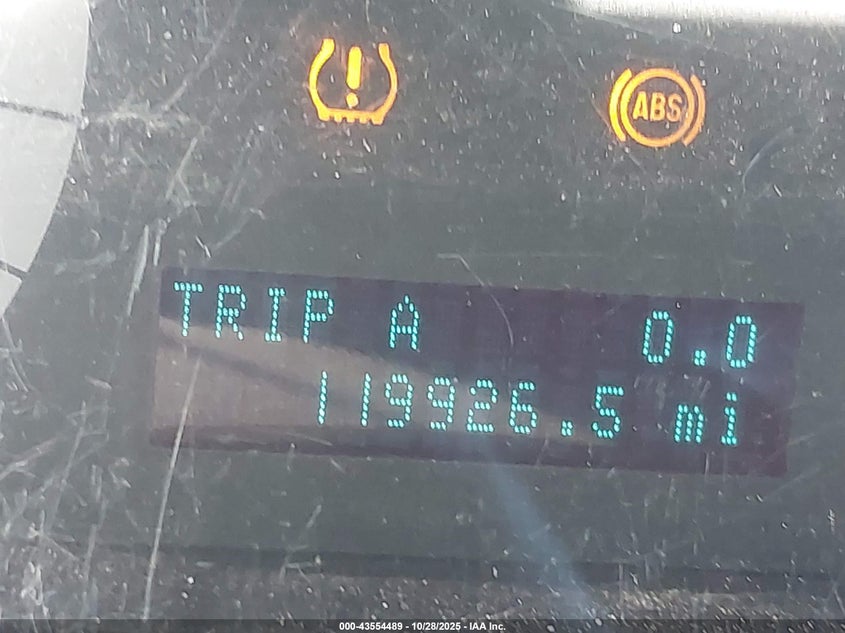 !
ABS
TRIP A 0.0
119926.5 mi
000-43554489 - 10/28/2025 - IAA Inc.